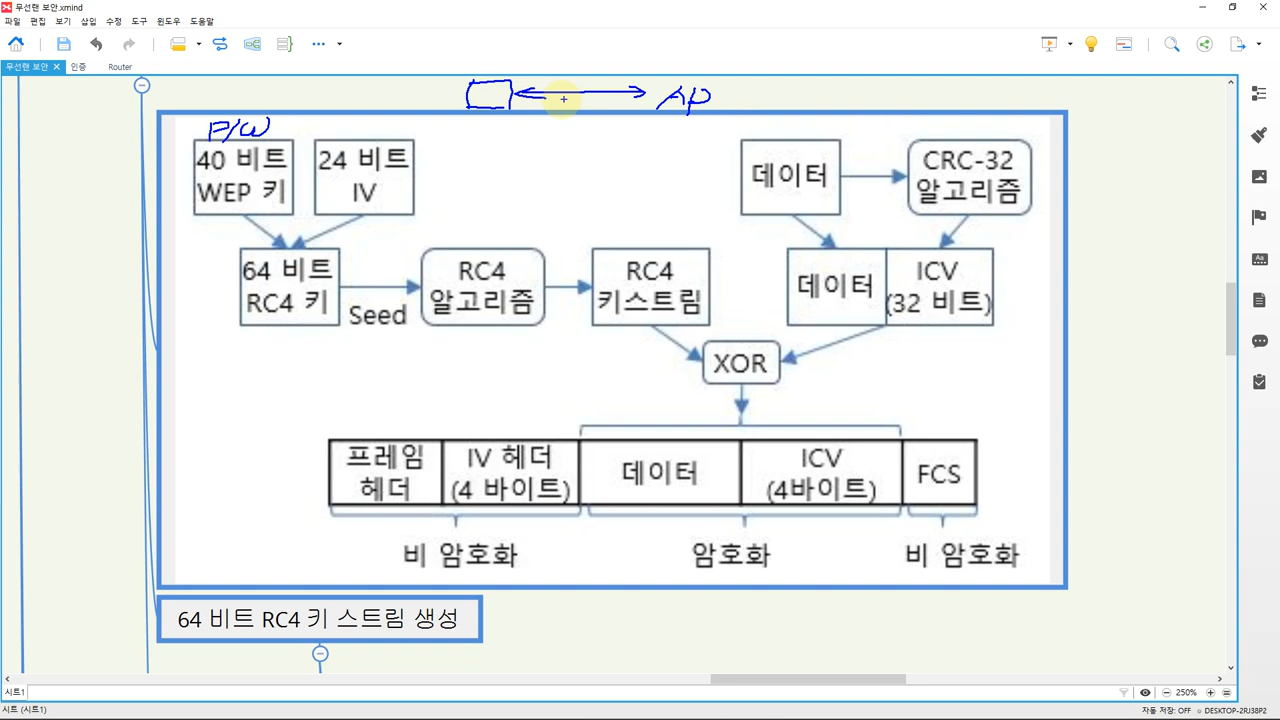 무선랜 보안.xmind
파일 편집 보기 삽입 수정 도구 윈도우 도움말
무선랜 보안 인증 Router
AP
P/W
40 비트
WEP 키
24 비트
IV
데이터
CRC-32
알고리즘
64 비트
RC4 키
Seed
RC4
알고리즘
RC4
키스트림
데이터
ICV
(32 비트)
XOR
프레임
헤더
IV 헤더
(4 바이트)
데이터
ICV
(4바이트)
FCS
비 암호화
암호화
비 암호화
64 비트 RC4 키 스트림 생성
시트1
250%
시트 (시트1)
자동 저장: OFF DESKTOP-2RJ38P2